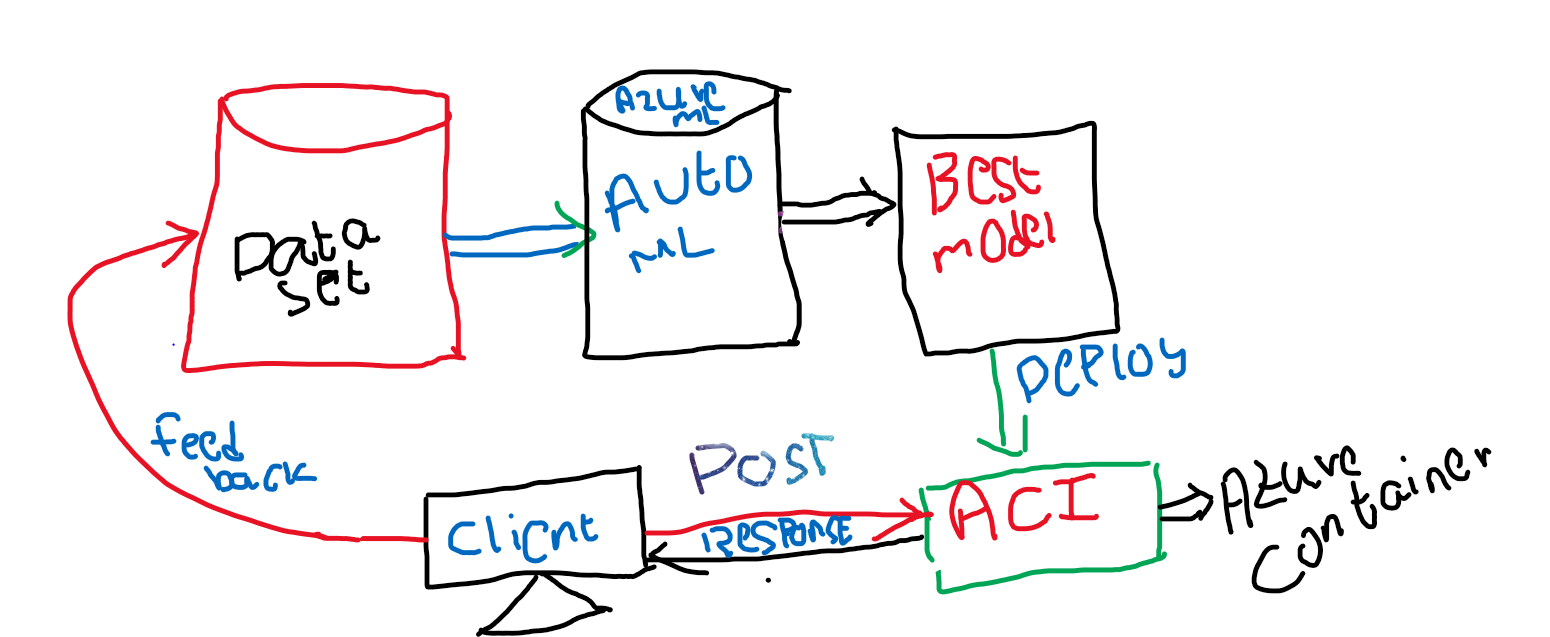 Azure
ML
Data
set
Auto
ML
Best
model
Deploy
Feed
back
POST
Client
RESPONSE
ACI
Azure
container